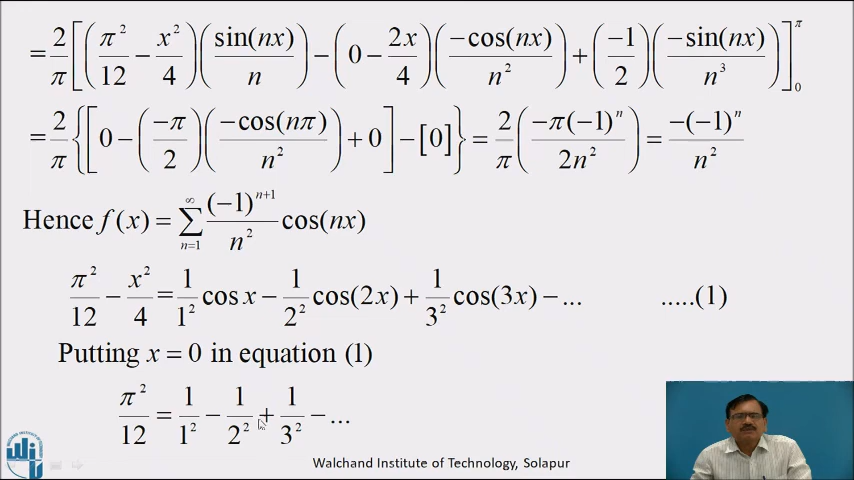 = 2/π [ (π²/12 − x²/4) (sin(nx)/n) − (0 − 2x/4) (−cos(nx)/n²) + (−1/2) (−sin(nx)/n³) ]₀^π
= 2/π { [ 0 − (−π/2) (−cos(nπ)/n²) + 0 ] − [0] } = 2/π (−π(−1)ⁿ/2n²) = −(−1)ⁿ/n²
Hence f(x) = ∑_{n=1}^{∞} (−1)^{n+1}/n² cos(nx)
π²/12 − x²/4 = 1/1² cos x − 1/2² cos(2x) + 1/3² cos(3x) − ... .....(1)
Putting x = 0 in equation (1)
π²/12 = 1/1² − 1/2² + 1/3² − ...
Walchand Institute of Technology, Solapur